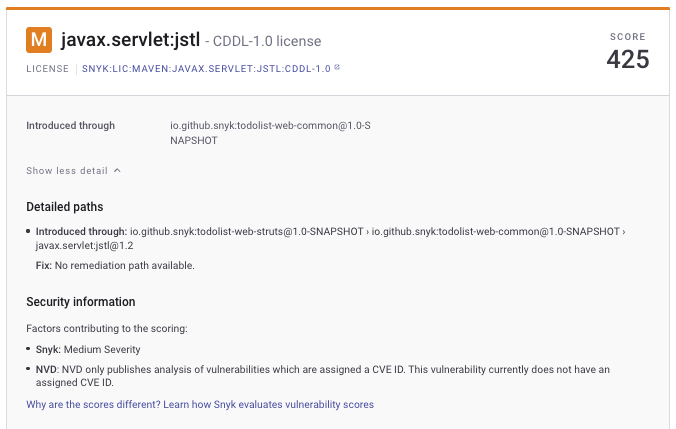 M javax.servlet:jstl - CDDL-1.0 license
SCORE
425
LICENSE | SNYK:LIC:MAVEN:JAVAX.SERVLET:JSTL:CDDL-1.0
Introduced through io.github.snyk:todolist-web-common@1.0-S
NAPSHOT
Show less detail
Detailed paths
• Introduced through: io.github.snyk:todolist-web-struts@1.0-SNAPSHOT › io.github.snyk:todolist-web-common@1.0-SNAPSHOT ›
javax.servlet:jstl@1.2
Fix: No remediation path available.
Security information
Factors contributing to the scoring:
• Snyk: Medium Severity
• NVD: NVD only publishes analysis of vulnerabilities which are assigned a CVE ID. This vulnerability currently does not have an
assigned CVE ID.
Why are the scores different? Learn how Snyk evaluates vulnerability scores